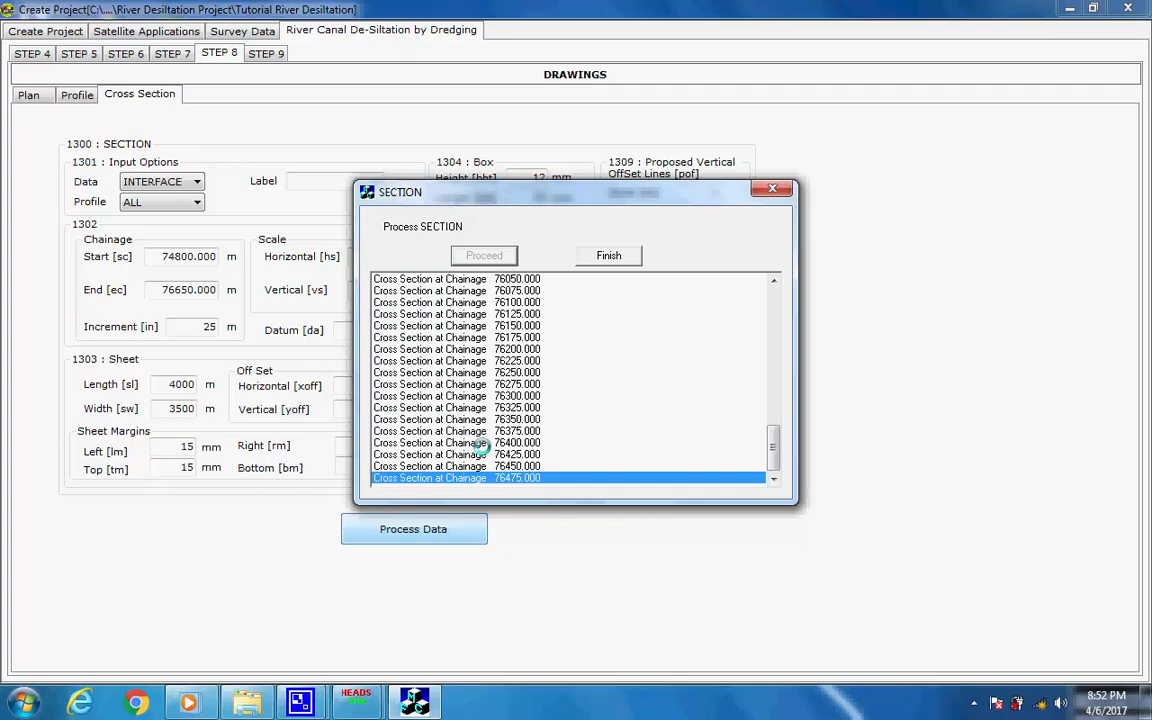 Create Project[C:\....\River Desiltation Project\Tutorial River Desiltation]
Create Project Satellite Applications Survey Data River Canal De-Siltation by Dredging
STEP 4 STEP 5 STEP 6 STEP 7 STEP 8 STEP 9
DRAWINGS
Plan Profile Cross Section
1300 : SECTION
1301 : Input Options 1304 : Box 1309 : Proposed Vertical
OffSet Lines [pof]
Data INTERFACE Label Height [hht] 12 mm
Profile ALL
SECTION
Process SECTION
Proceed Finish
1302
Chainage Scale
Start [sc] 74800.000 m Horizontal [hs]
End [ec] 76650.000 m Vertical [vs]
Increment [in] 25 m Datum [da]
1303 : Sheet
Length [sl] 4000 m Off Set
Horizontal [xoff]
Width [sw] 3500 m Vertical [yoff]
Sheet Margins
Left [lm] 15 mm Right [rm]
Top [tm] 15 mm Bottom [bm]
Cross Section at Chainage 76050.000
Cross Section at Chainage 76075.000
Cross Section at Chainage 76100.000
Cross Section at Chainage 76125.000
Cross Section at Chainage 76150.000
Cross Section at Chainage 76175.000
Cross Section at Chainage 76200.000
Cross Section at Chainage 76225.000
Cross Section at Chainage 76250.000
Cross Section at Chainage 76275.000
Cross Section at Chainage 76300.000
Cross Section at Chainage 76325.000
Cross Section at Chainage 76350.000
Cross Section at Chainage 76375.000
Cross Section at Chainage 76400.000
Cross Section at Chainage 76425.000
Cross Section at Chainage 76450.000
Cross Section at Chainage 76475.000
Process Data
HEADS
8:52 PM
4/6/2017